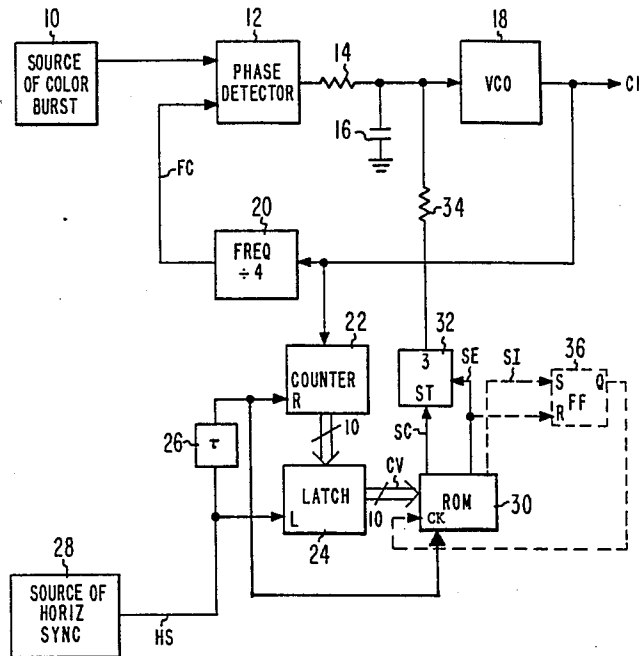 10
SOURCE
OF COLOR
BURST
12
PHASE
DETECTOR
14
16
18
VCO
CI
FC
20
FREQ
÷ 4
34
22
COUNTER
R
32
3
ST
SE
SI
36
S Q
FF
R
26
τ
10
SC
LATCH
L
24
CV
10
ROM
CK
30
28
SOURCE OF
HORIZ
SYNC
HS